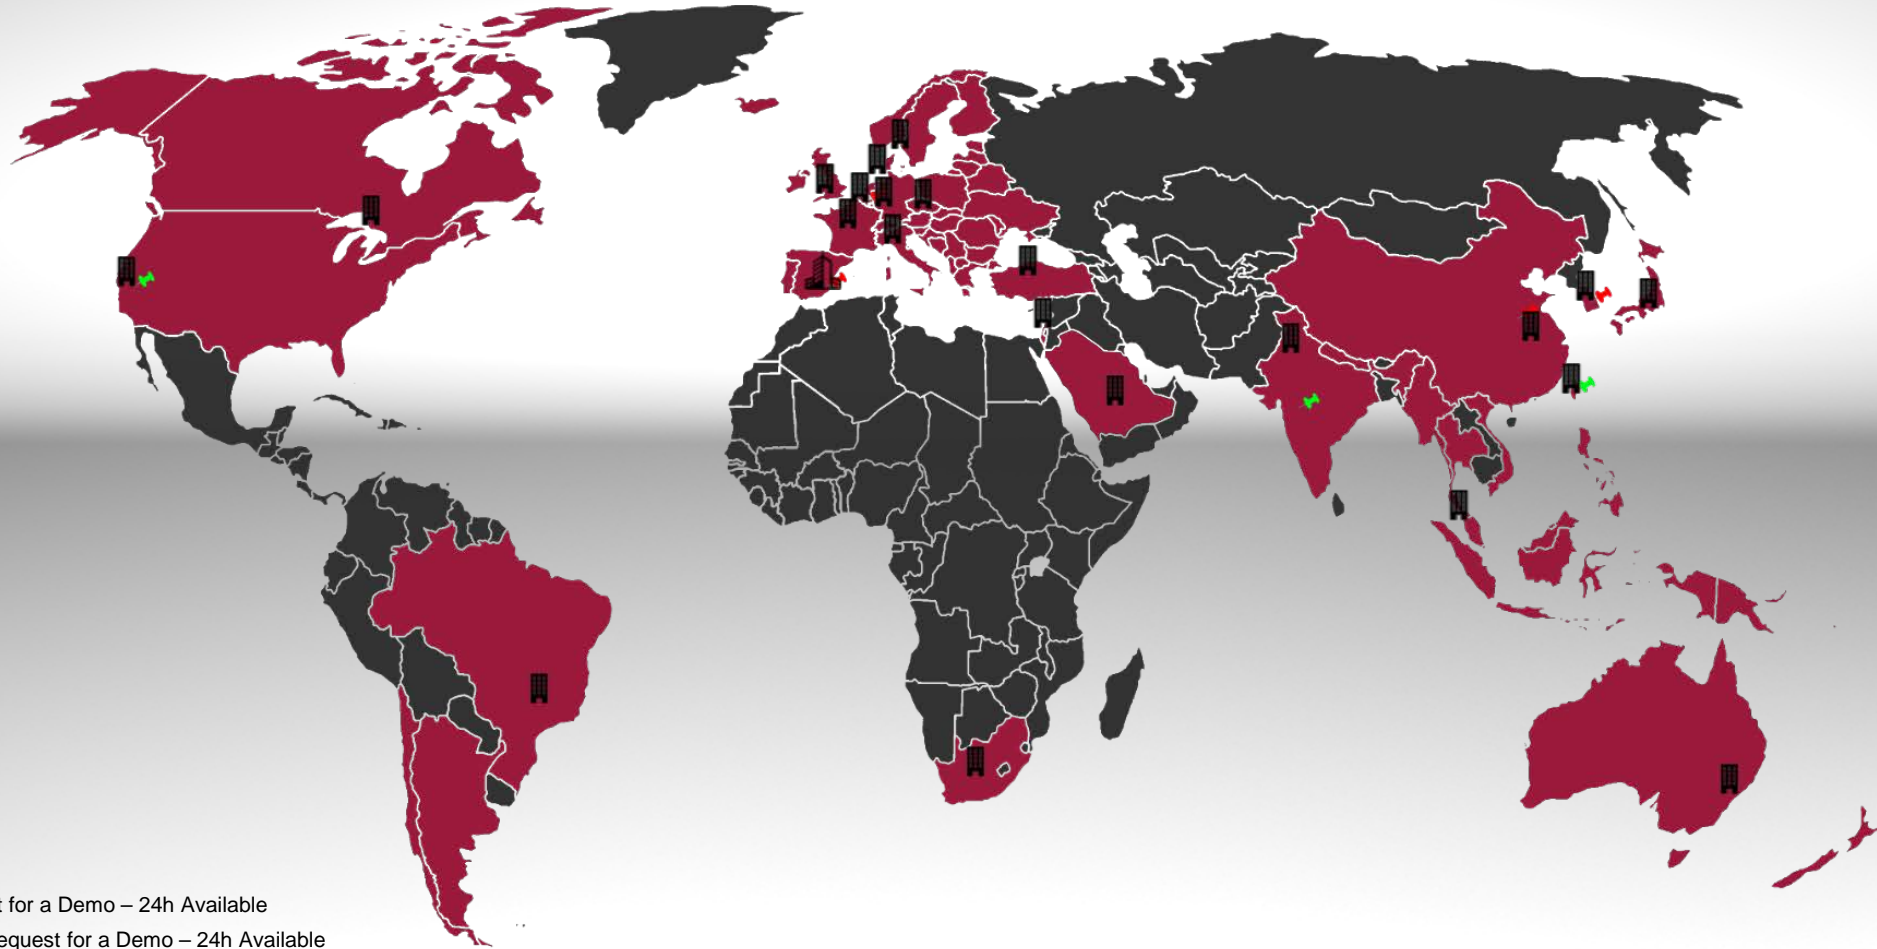 for a Demo – 24h Available
equest for a Demo – 24h Available